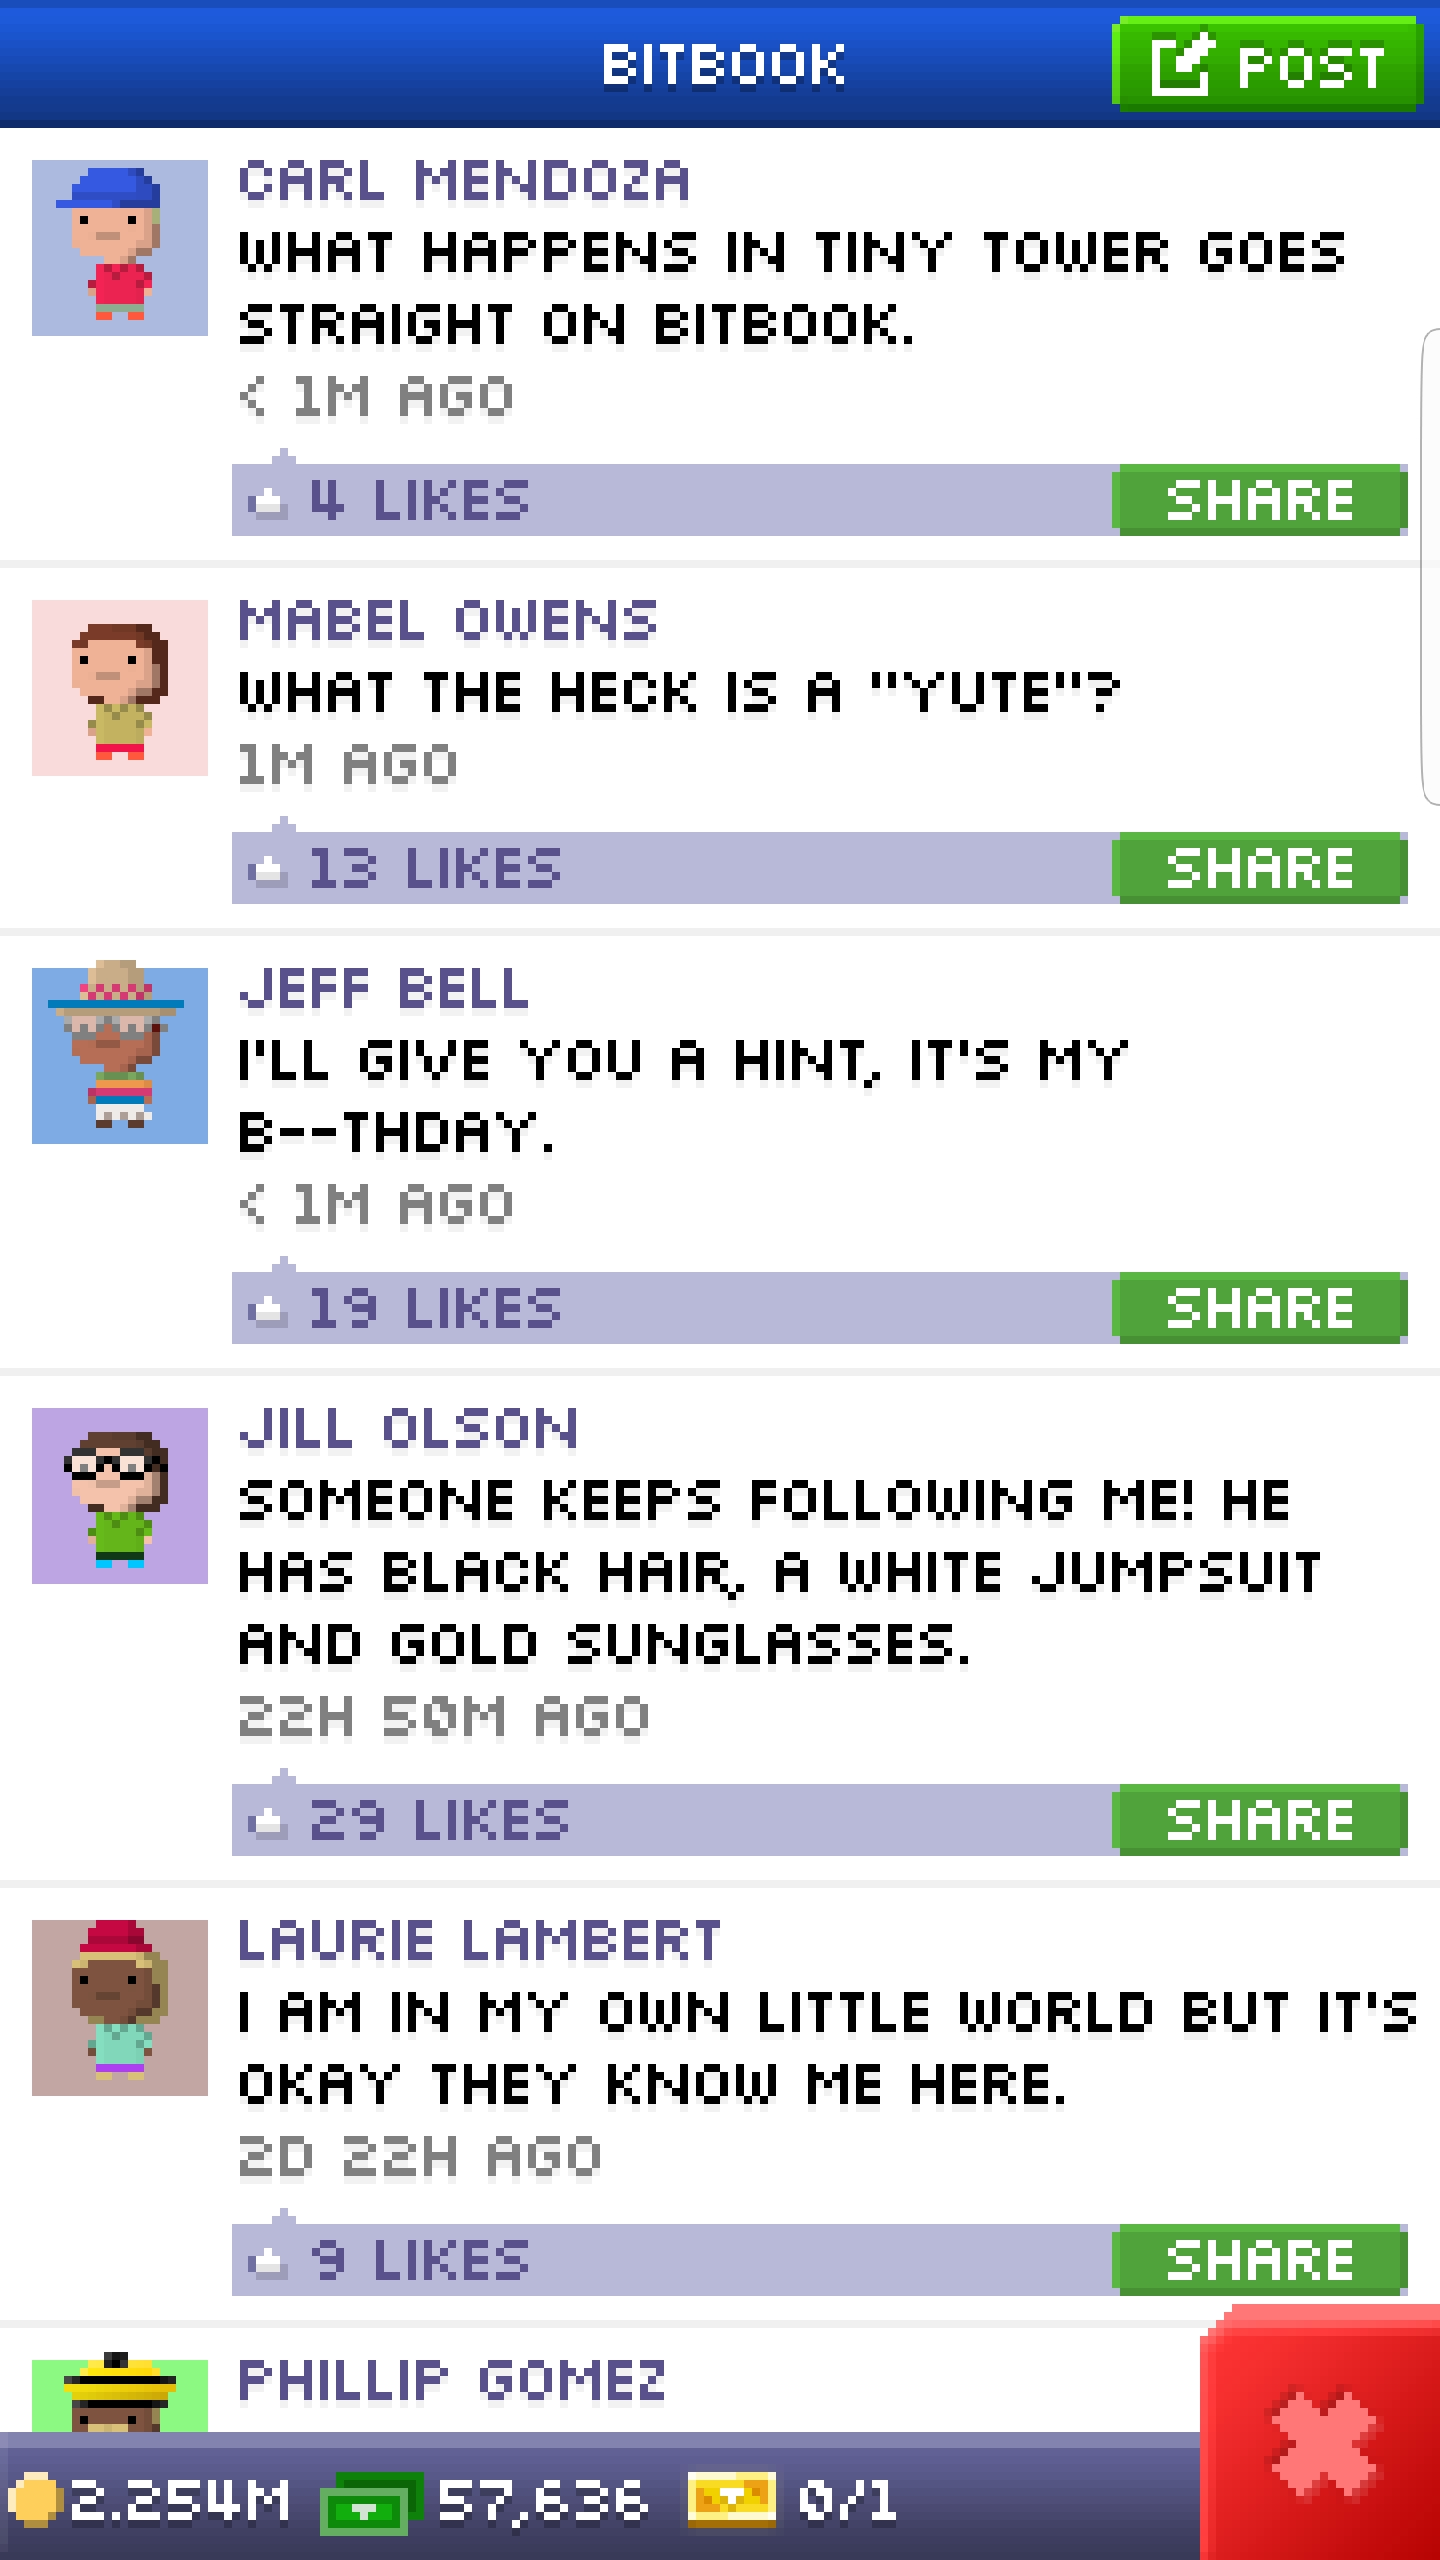 BITBOOK
POST
CARL MENDOZA
WHAT HAPPENS IN TINY TOWER GOES
STRAIGHT ON BITBOOK.
< 1M AGO
4 LIKES
SHARE
MABEL OWENS
WHAT THE HECK IS A "YUTE"?
1M AGO
13 LIKES
SHARE
JEFF BELL
I'LL GIVE YOU A HINT, IT'S MY
B--THDAY.
< 1M AGO
19 LIKES
SHARE
JILL OLSON
SOMEONE KEEPS FOLLOWING ME! HE
HAS BLACK HAIR, A WHITE JUMPSUIT
AND GOLD SUNGLASSES.
22H 50M AGO
29 LIKES
SHARE
LAURIE LAMBERT
I AM IN MY OWN LITTLE WORLD BUT IT'S
OKAY THEY KNOW ME HERE.
2D 22H AGO
9 LIKES
SHARE
PHILLIP GOMEZ
2.254M 57,636 0/1